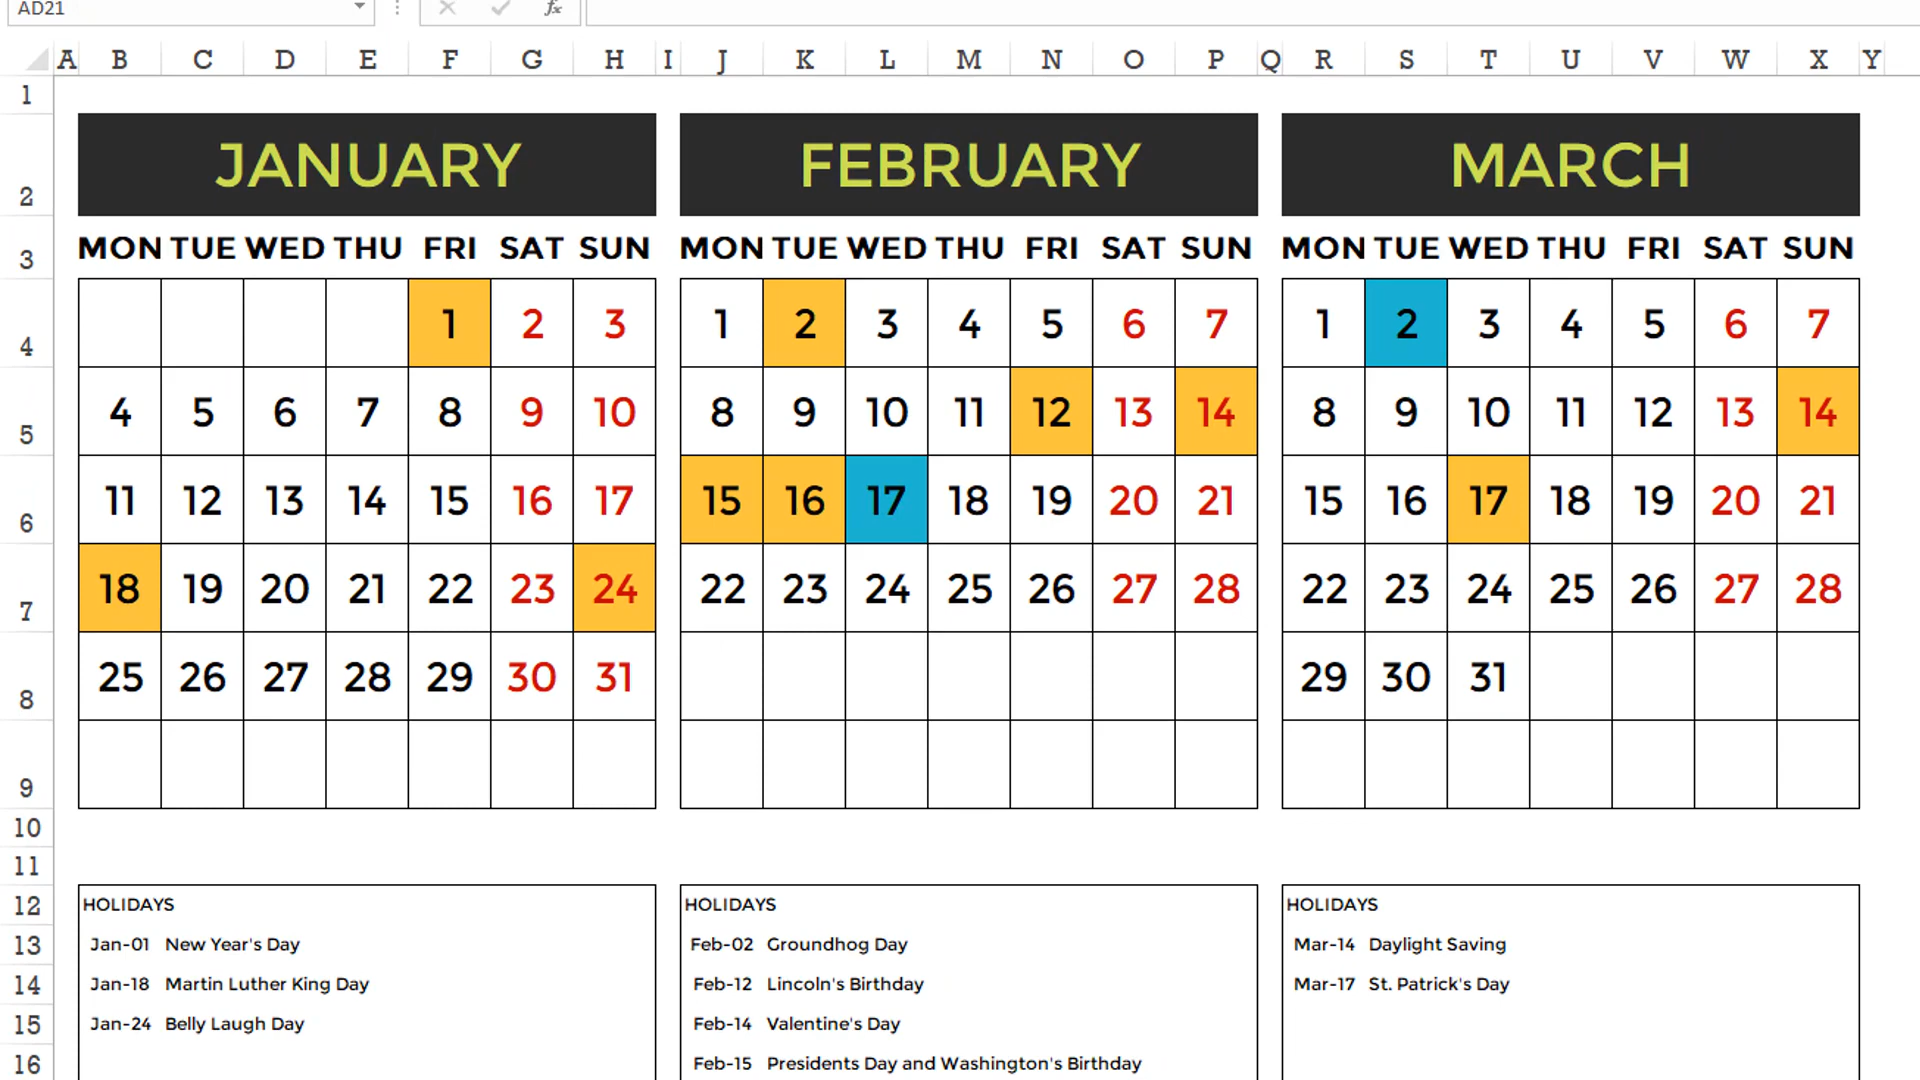 AD21
fx
A B C D E F G H I J K L M N O P Q R S T U V W X Y
1
2 JANUARY FEBRUARY MARCH
3 MON TUE WED THU FRI SAT SUN MON TUE WED THU FRI SAT SUN MON TUE WED THU FRI SAT SUN
4 1 2 3 1 2 3 4 5 6 7 1 2 3 4 5 6 7
5 4 5 6 7 8 9 10 8 9 10 11 12 13 14 8 9 10 11 12 13 14
6 11 12 13 14 15 16 17 15 16 17 18 19 20 21 15 16 17 18 19 20 21
7 18 19 20 21 22 23 24 22 23 24 25 26 27 28 22 23 24 25 26 27 28
8 25 26 27 28 29 30 31 29 30 31
9
10
11
12 HOLIDAYS HOLIDAYS HOLIDAYS
13 Jan-01 New Year's Day Feb-02 Groundhog Day Mar-14 Daylight Saving
14 Jan-18 Martin Luther King Day Feb-12 Lincoln's Birthday Mar-17 St. Patrick's Day
15 Jan-24 Belly Laugh Day Feb-14 Valentine's Day
16 Feb-15 Presidents Day and Washington's Birthday